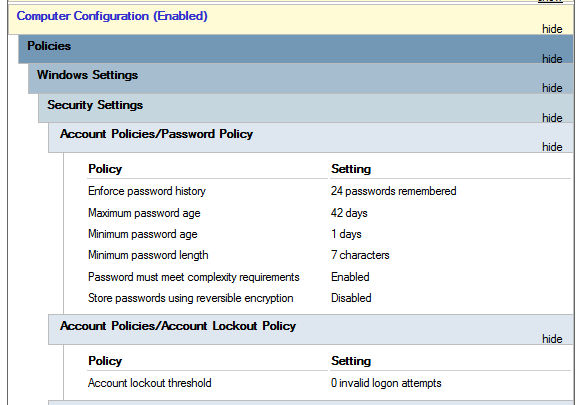 Computer Configuration (Enabled)
hide
Policies
hide
Windows Settings
hide
Security Settings
hide
Account Policies/Password Policy
hide
Policy Setting
Enforce password history 24 passwords remembered
Maximum password age 42 days
Minimum password age 1 days
Minimum password length 7 characters
Password must meet complexity requirements Enabled
Store passwords using reversible encryption Disabled
Account Policies/Account Lockout Policy
hide
Policy Setting
Account lockout threshold 0 invalid logon attempts